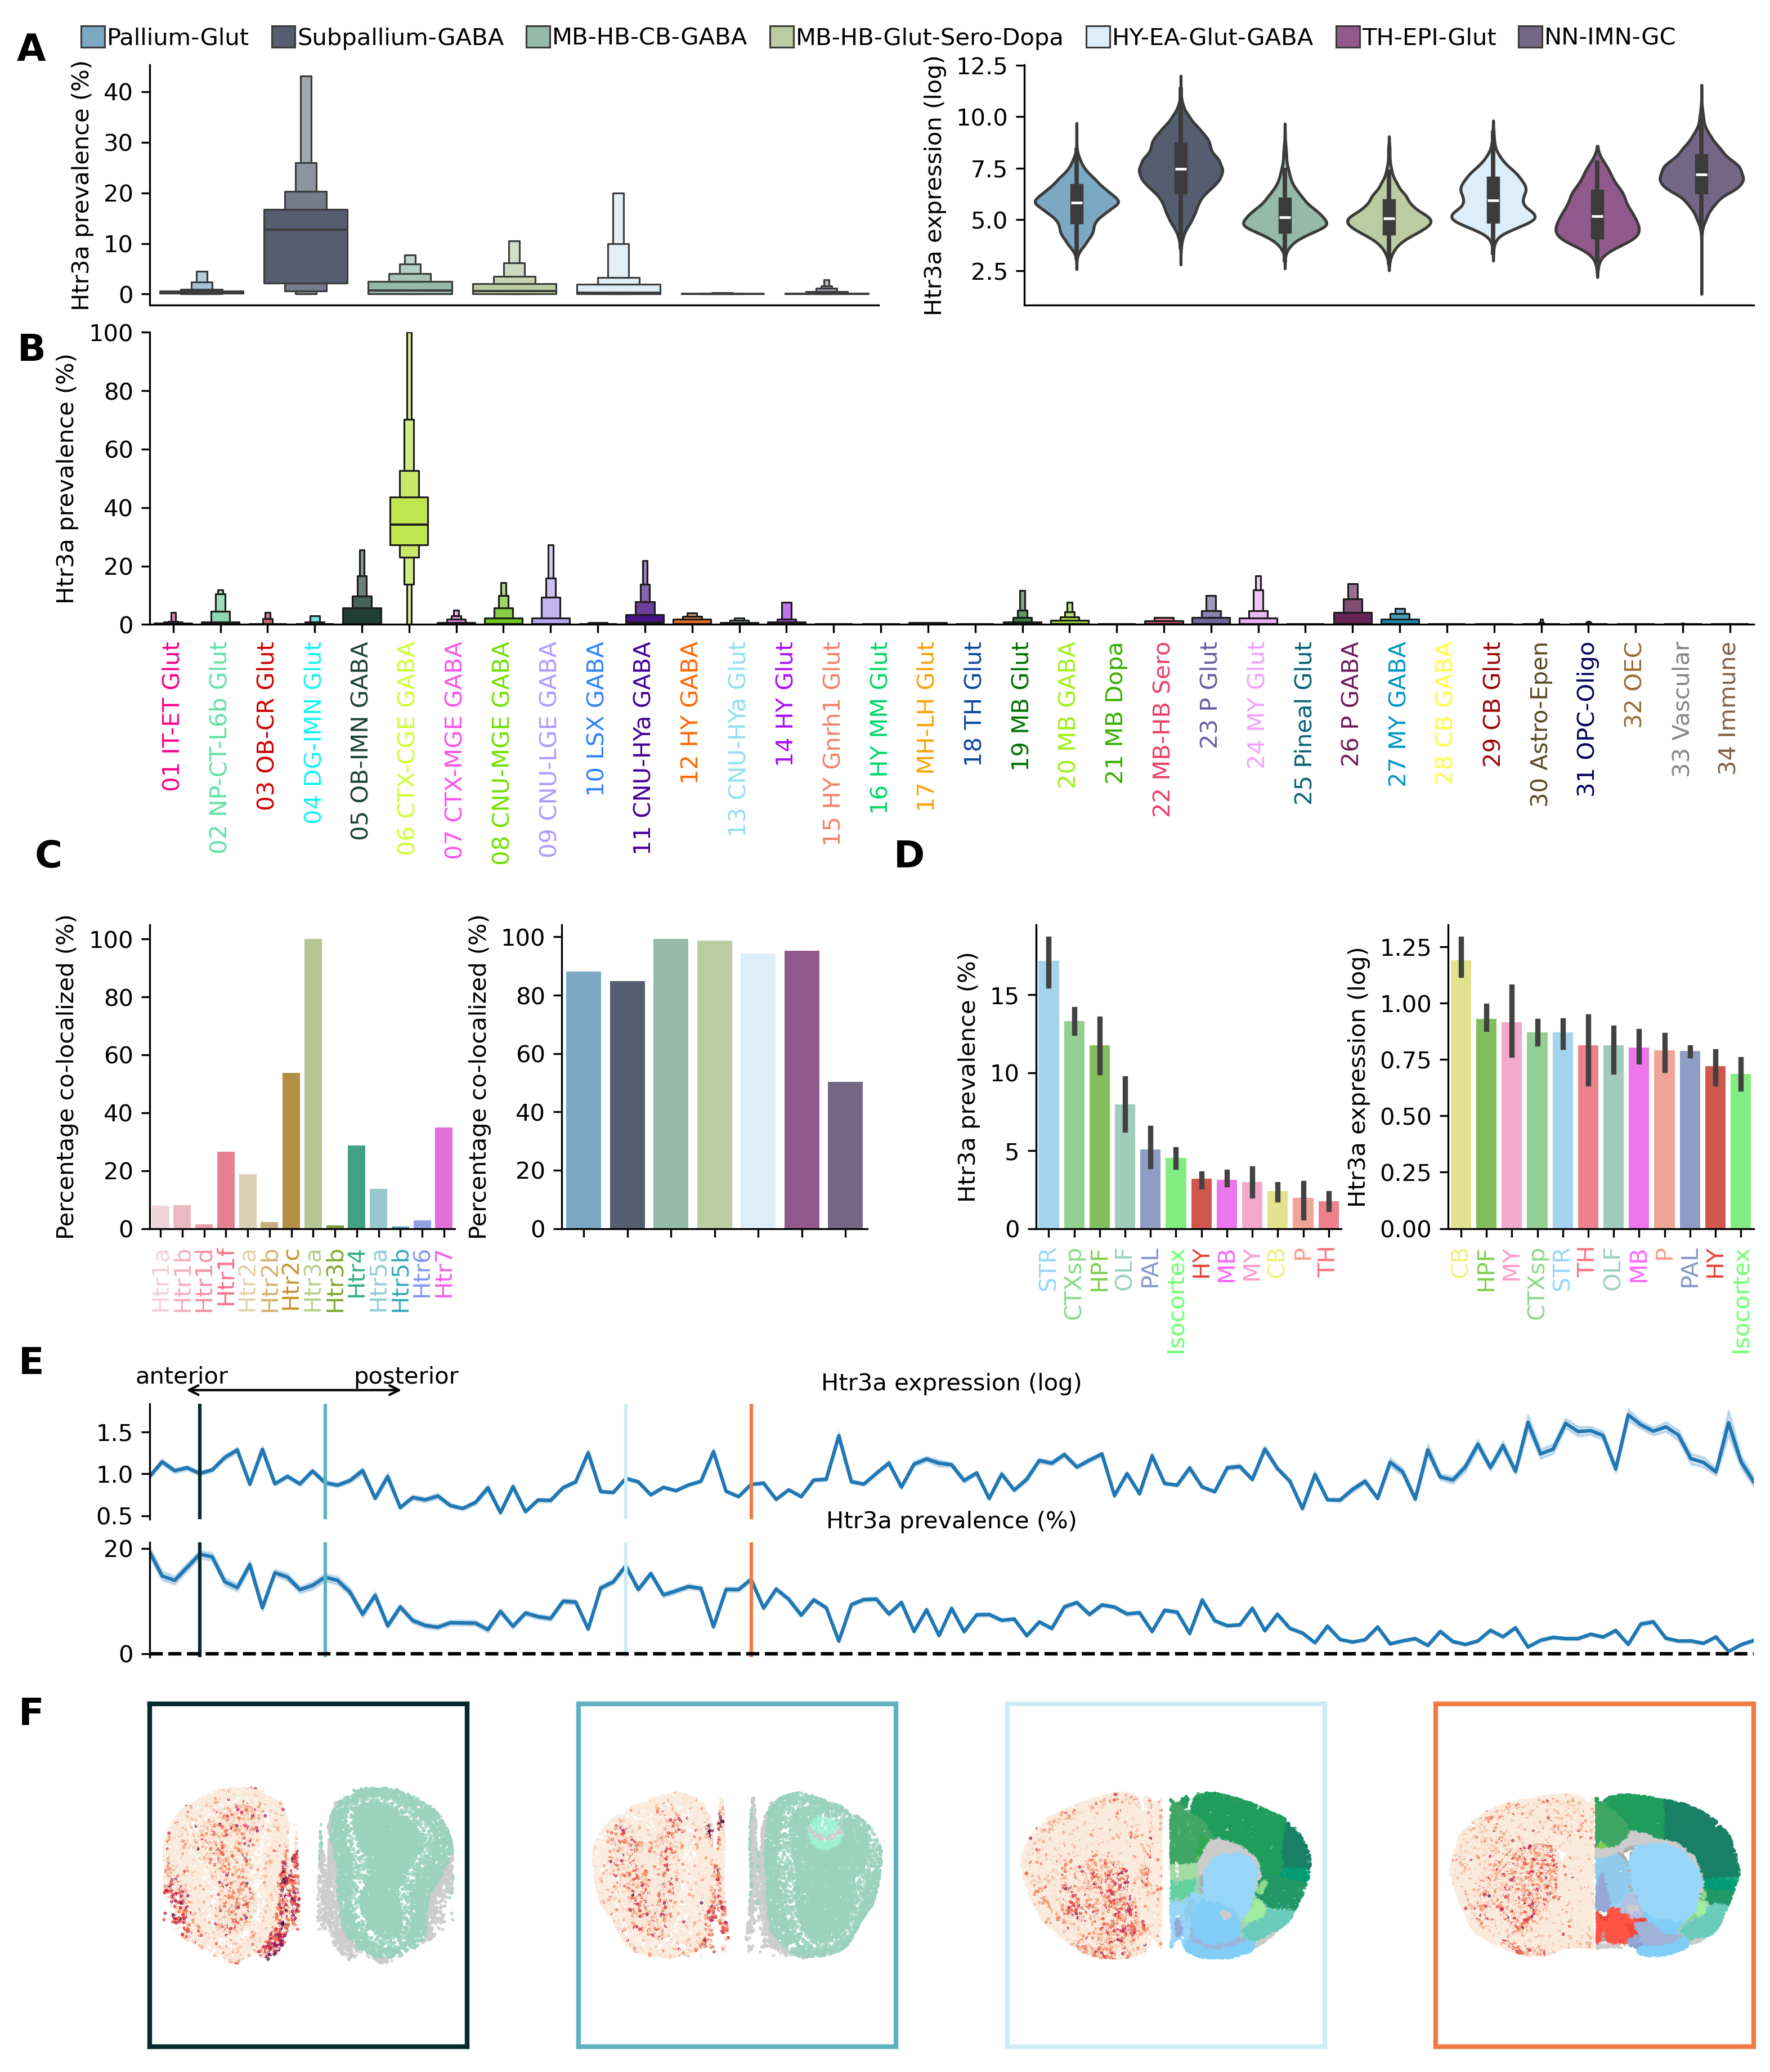 A
Pallium-Glut Subpallium-GABA MB-HB-CB-GABA MB-HB-Glut-Sero-Dopa HY-EA-Glut-GABA TH-EPI-Glut NN-IMN-GC
Htr3a prevalence (%)
40
30
20
10
0
Htr3a expression (log)
12.5
10.0
7.5
5.0
2.5
B
Htr3a prevalence (%)
100
80
60
40
20
0
01 IT-ET Glut
02 NP-CT-L6b Glut
03 OB-CR Glut
04 DG-IMN Glut
05 OB-IMN GABA
06 CTX-CGE GABA
07 CTX-MGE GABA
08 CNU-MGE GABA
09 CNU-LGE GABA
10 LSX GABA
11 CNU-HYa GABA
12 HY GABA
13 CNU-HYa Glut
14 HY Glut
15 HY Gnrh1 Glut
16 HY MM Glut
17 MH-LH Glut
18 TH Glut
19 MB Glut
20 MB GABA
21 MB Dopa
22 MB-HB Sero
23 P Glut
24 MY Glut
25 Pineal Glut
26 P GABA
27 MY GABA
28 CB GABA
29 CB Glut
30 Astro-Epen
31 OPC-Oligo
32 OEC
33 Vascular
34 Immune
C
Percentage co-localized (%)
100
80
60
40
20
0
Htr1a
Htr1b
Htr1d
Htr1f
Htr2a
Htr2b
Htr2c
Htr3a
Htr3b
Htr4
Htr5a
Htr5b
Htr6
Htr7
Percentage co-localized (%)
100
80
60
40
20
0
D
Htr3a prevalence (%)
15
10
5
0
STR
CTXsp
HPF
OLF
PAL
Isocortex
HY
MB
MY
CB
P
TH
Htr3a expression (log)
1.25
1.00
0.75
0.50
0.25
0.00
CB
HPF
MY
CTXsp
STR
TH
OLF
MB
P
PAL
HY
Isocortex
E
anterior posterior
Htr3a expression (log)
1.5
1.0
0.5
Htr3a prevalence (%)
20
0
F